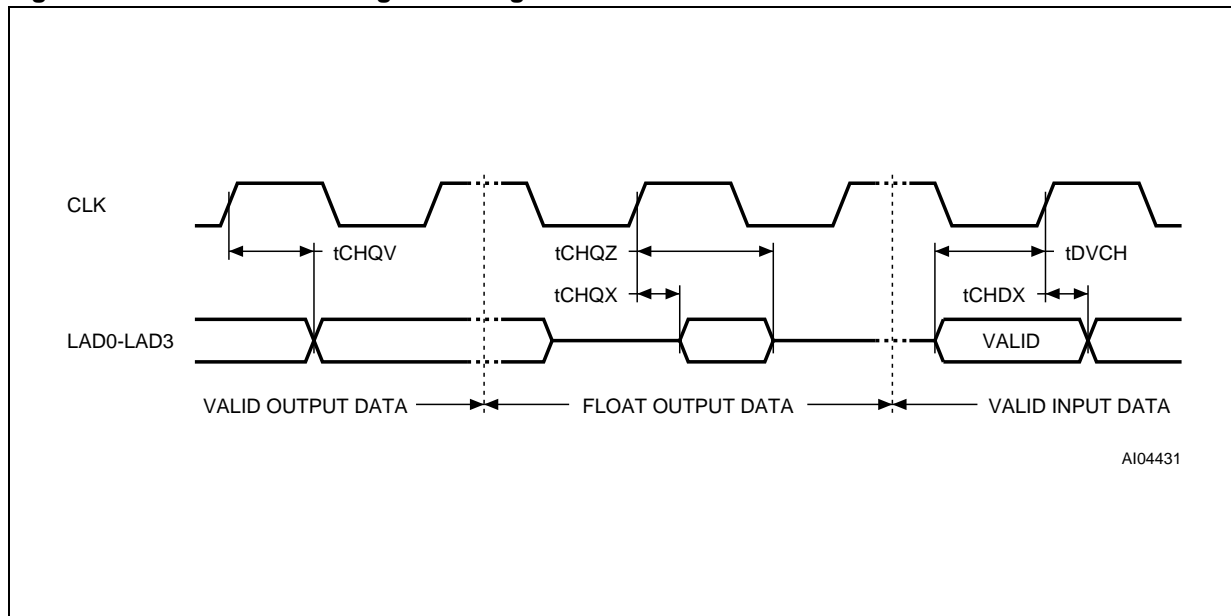 CLK
tCHQV
tCHQZ
tDVCH
tCHQX
tCHDX
LAD0-LAD3
VALID
VALID OUTPUT DATA
FLOAT OUTPUT DATA
VALID INPUT DATA
AI04431